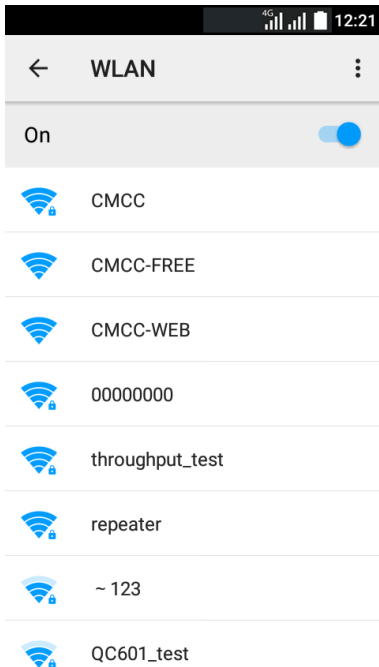 4G 12:21
WLAN
On
CMCC
CMCC-FREE
CMCC-WEB
00000000
throughput_test
repeater
~ 123
QC601_test